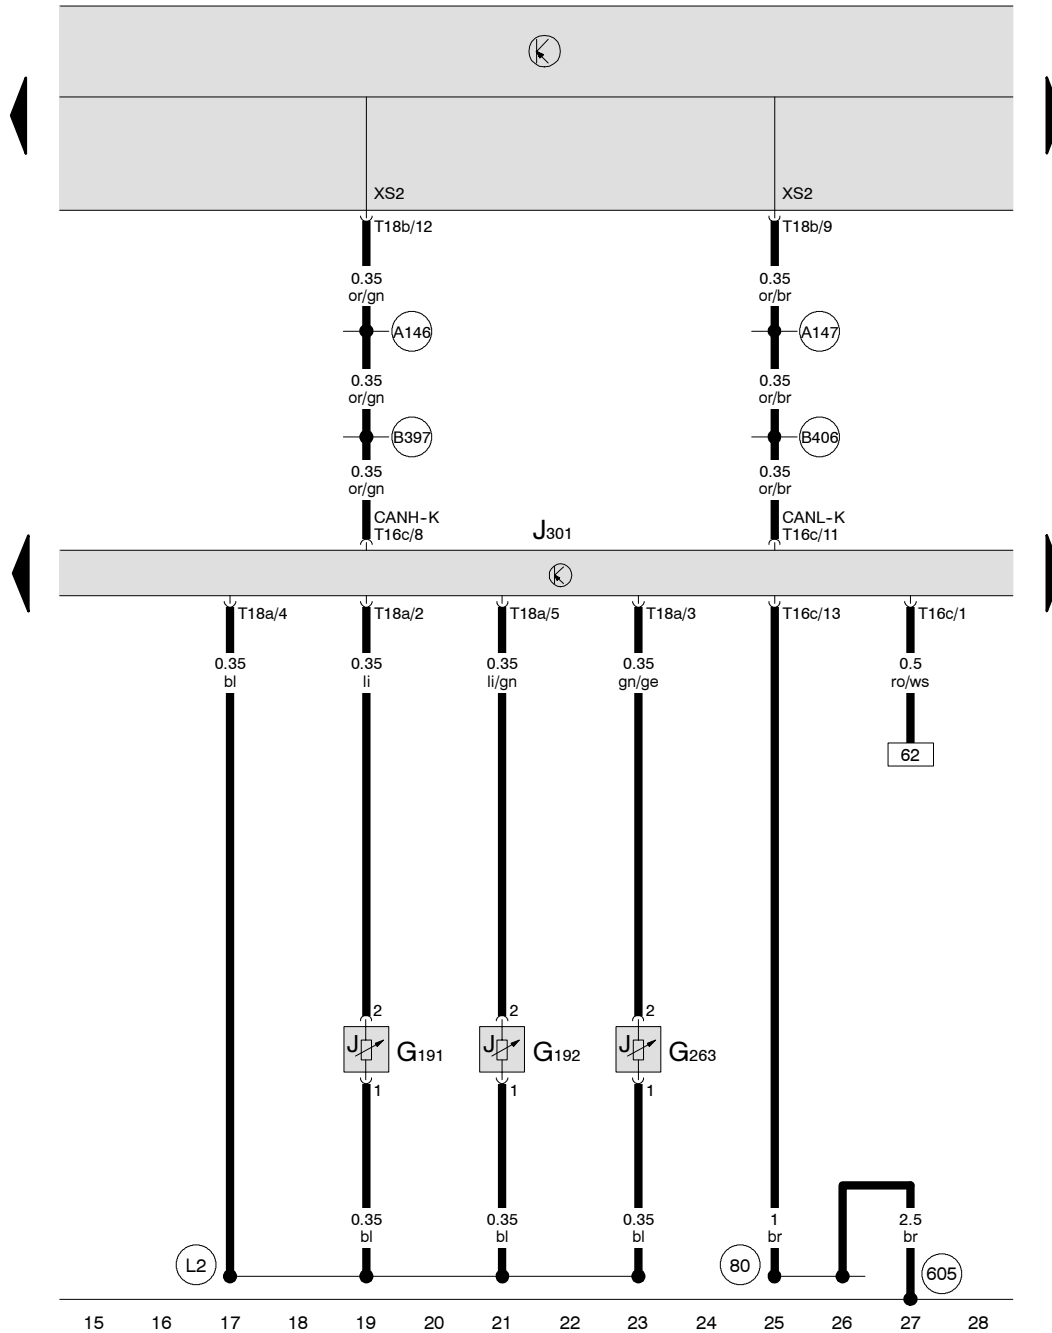 XS2 XS2
T18b/12 T18b/9
0.35 0.35
or/gn or/br
A146 A147
0.35 0.35
or/gn or/br
B397 B406
0.35 0.35
or/gn or/br
CANH-K CANL-K
T16c/8 J301 T16c/11
T18a/4 T18a/2 T18a/5 T18a/3 T16c/13 T16c/1
0.35 0.35 0.35 0.35 0.5
bl li li/gn gn/ge ro/ws
62
2 2 2
J G191 J G192 J G263
1 1 1
0.35 0.35 0.35 1 2.5
bl bl bl br br
L2 80 605
15 16 17 18 19 20 21 22 23 24 25 26 27 28